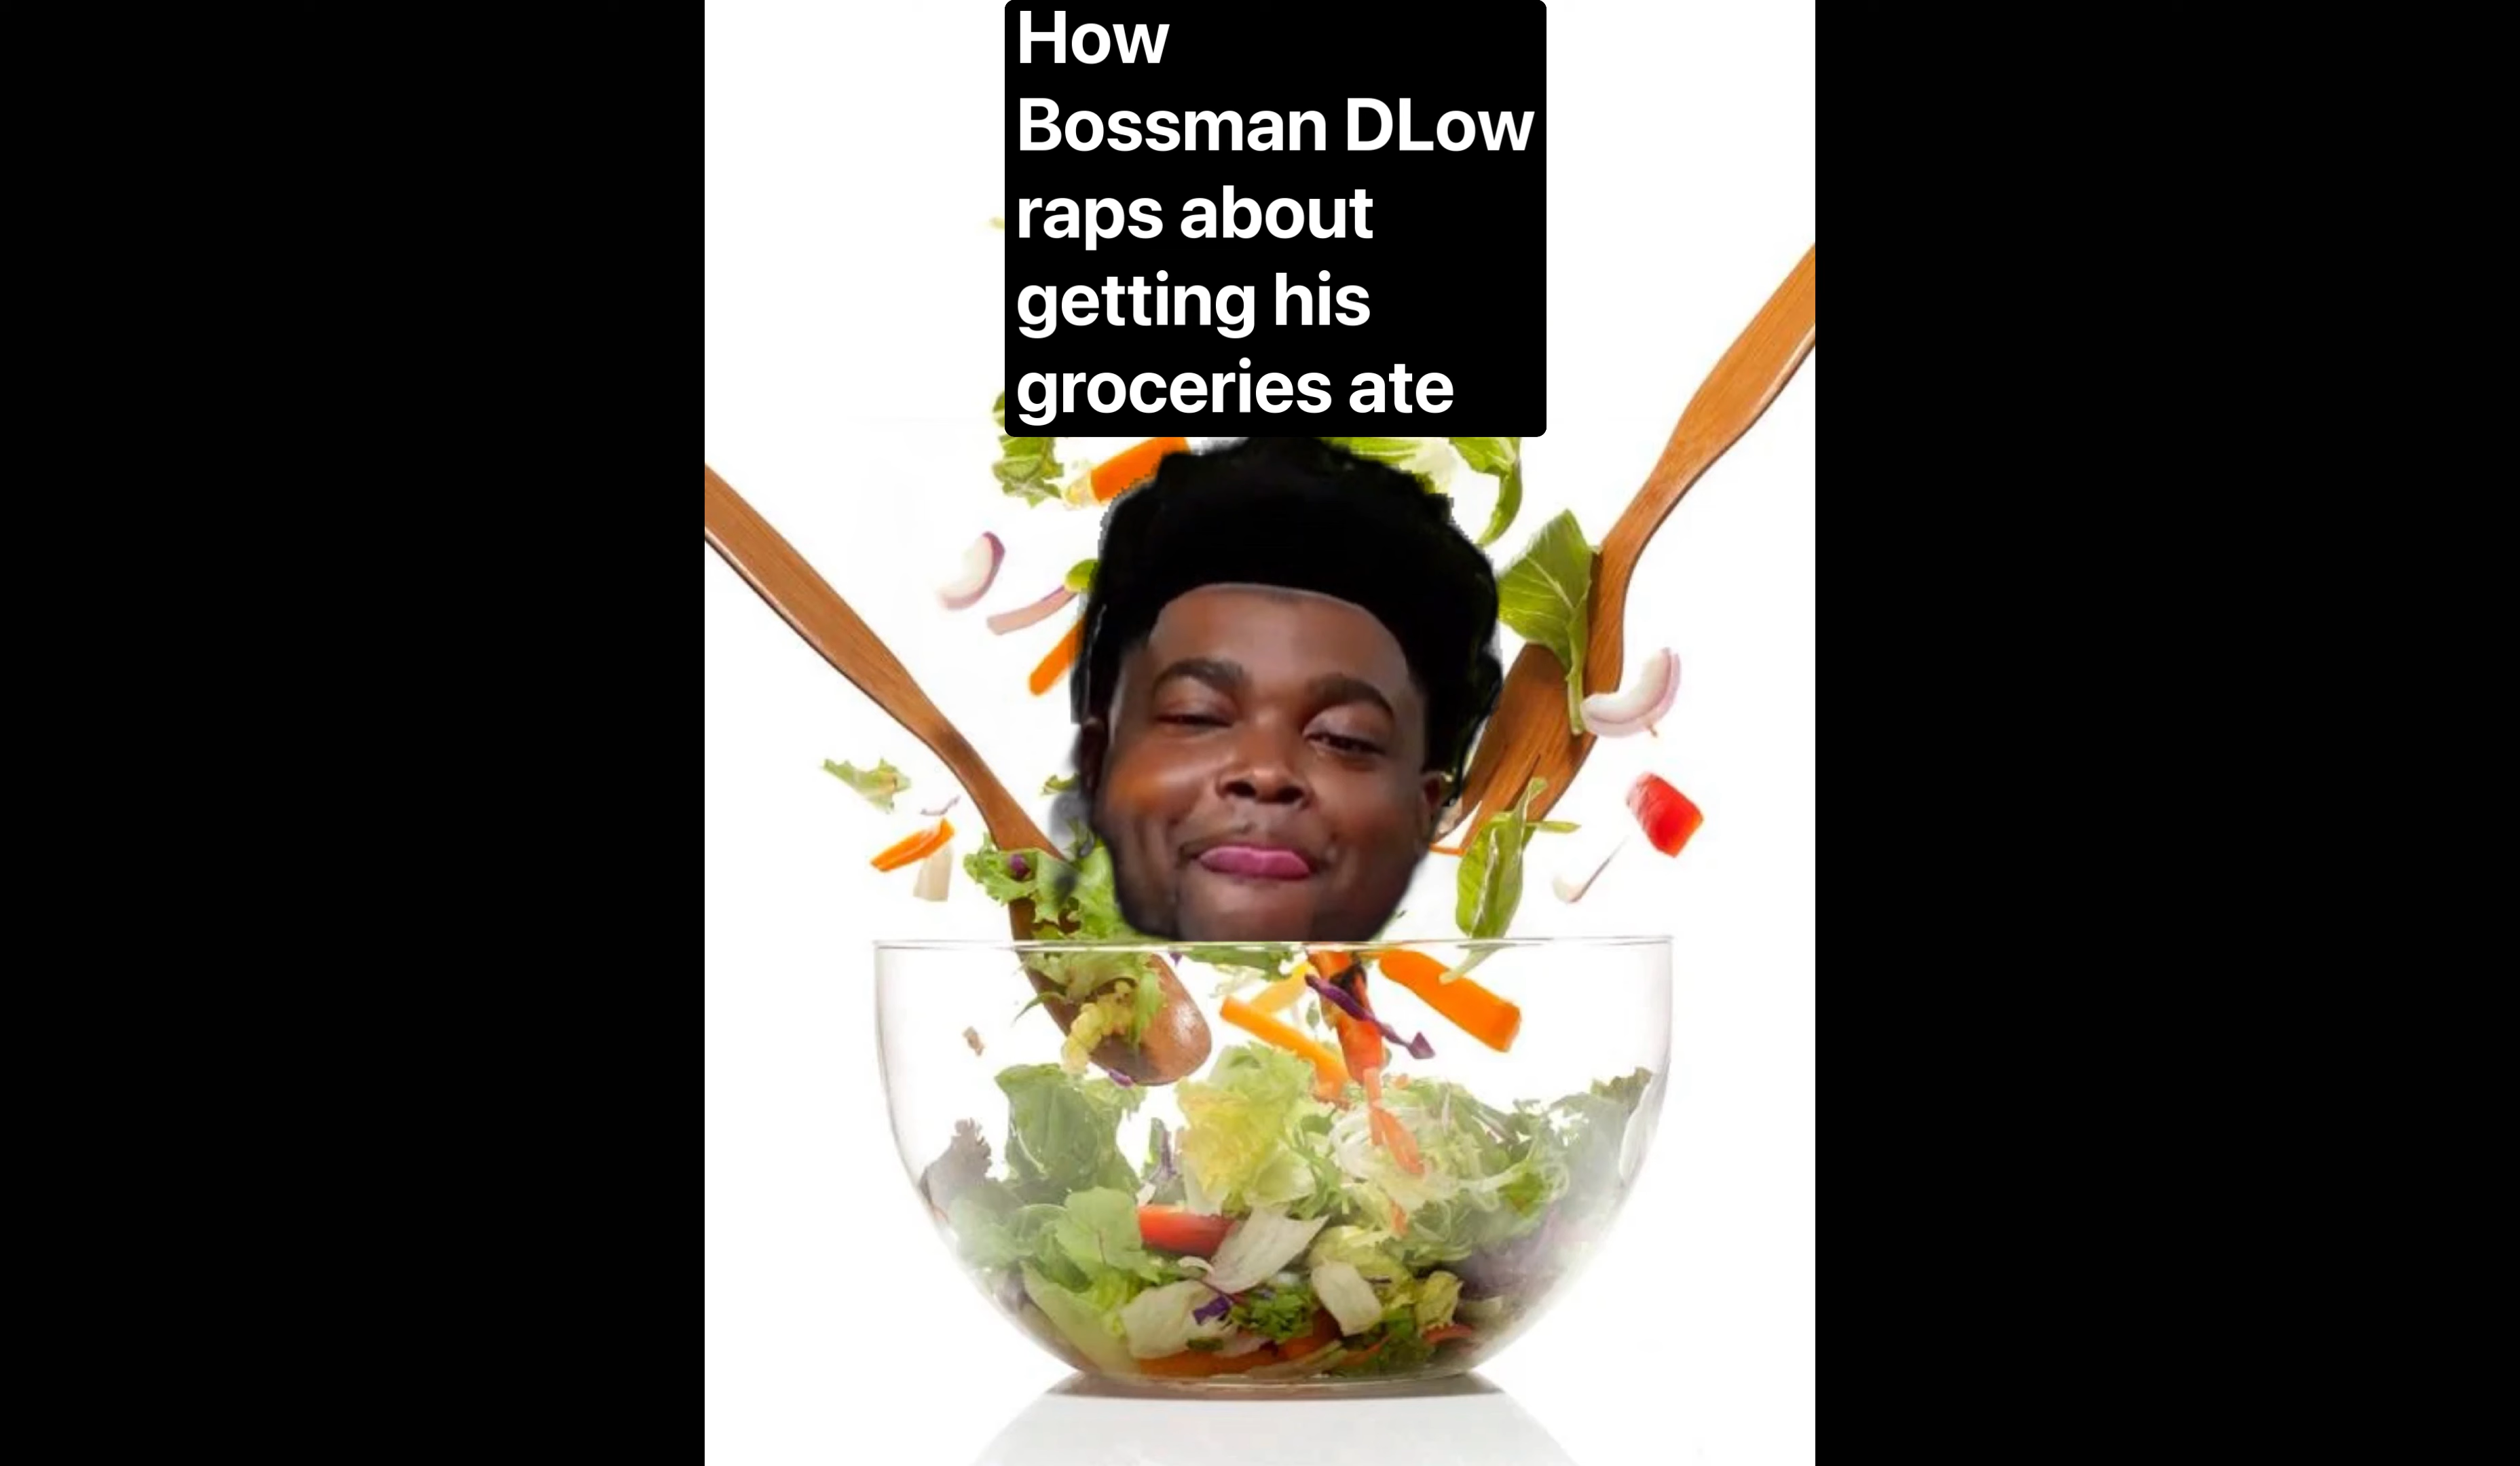 How
Bossman DLow
raps about
getting his
groceries ate